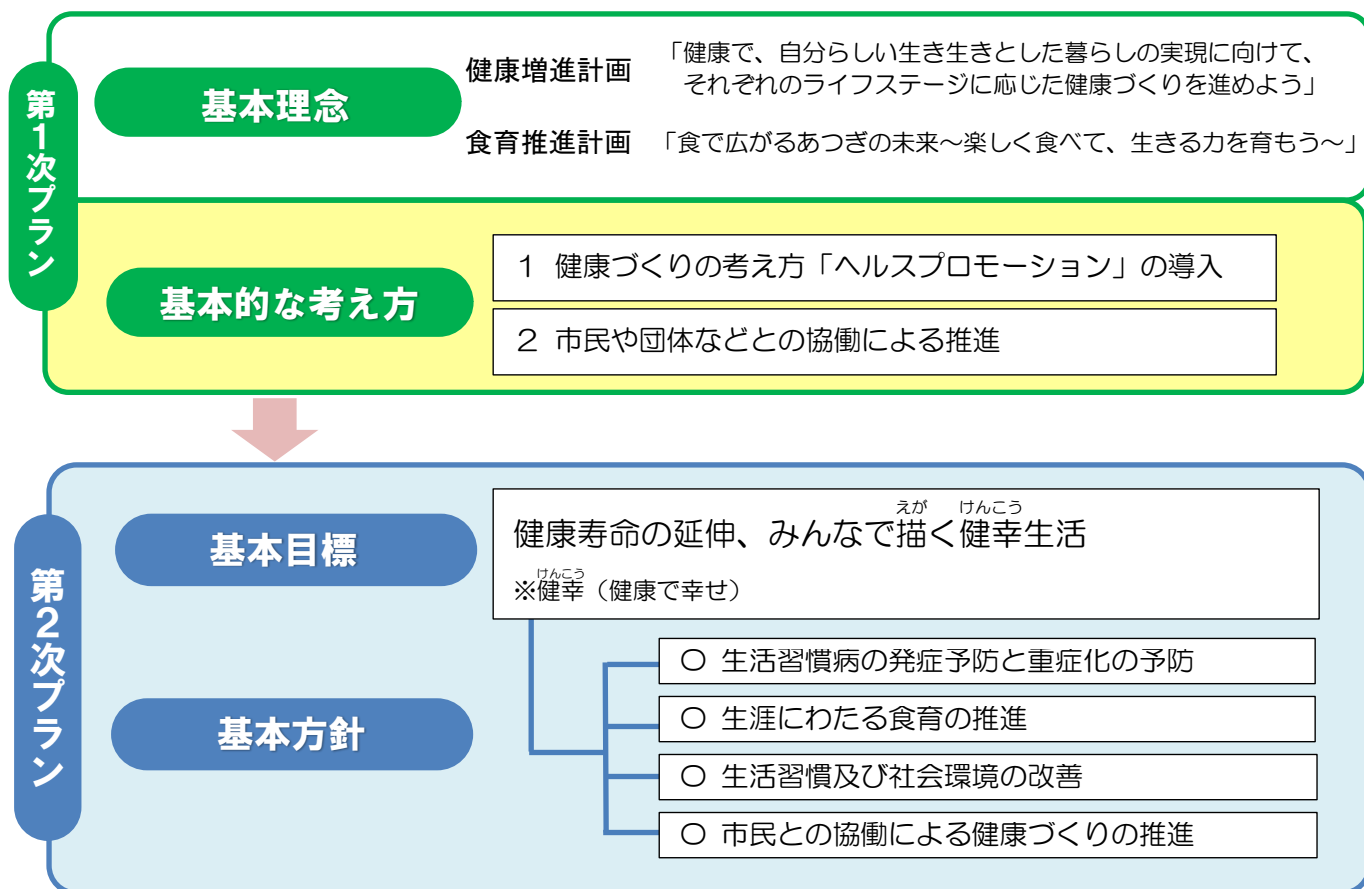 第1次プラン
基本理念
健康増進計画
「健康で、自分らしい生き生きとした暮らしの実現に向けて、
それぞれのライフステージに応じた健康づくりを進めよう」
食育推進計画
「食で広がるあつぎの未来～楽しく食べて、生きる力を育もう～」
基本的な考え方
1 健康づくりの考え方「ヘルスプロモーション」の導入
2 市民や団体などとの協働による推進
第2次プラン
基本目標
えが けんこう
健康寿命の延伸、みんなで描く健幸生活
けんこう
※健幸（健康で幸せ）
基本方針
○ 生活習慣病の発症予防と重症化の予防
○ 生涯にわたる食育の推進
○ 生活習慣及び社会環境の改善
○ 市民との協働による健康づくりの推進